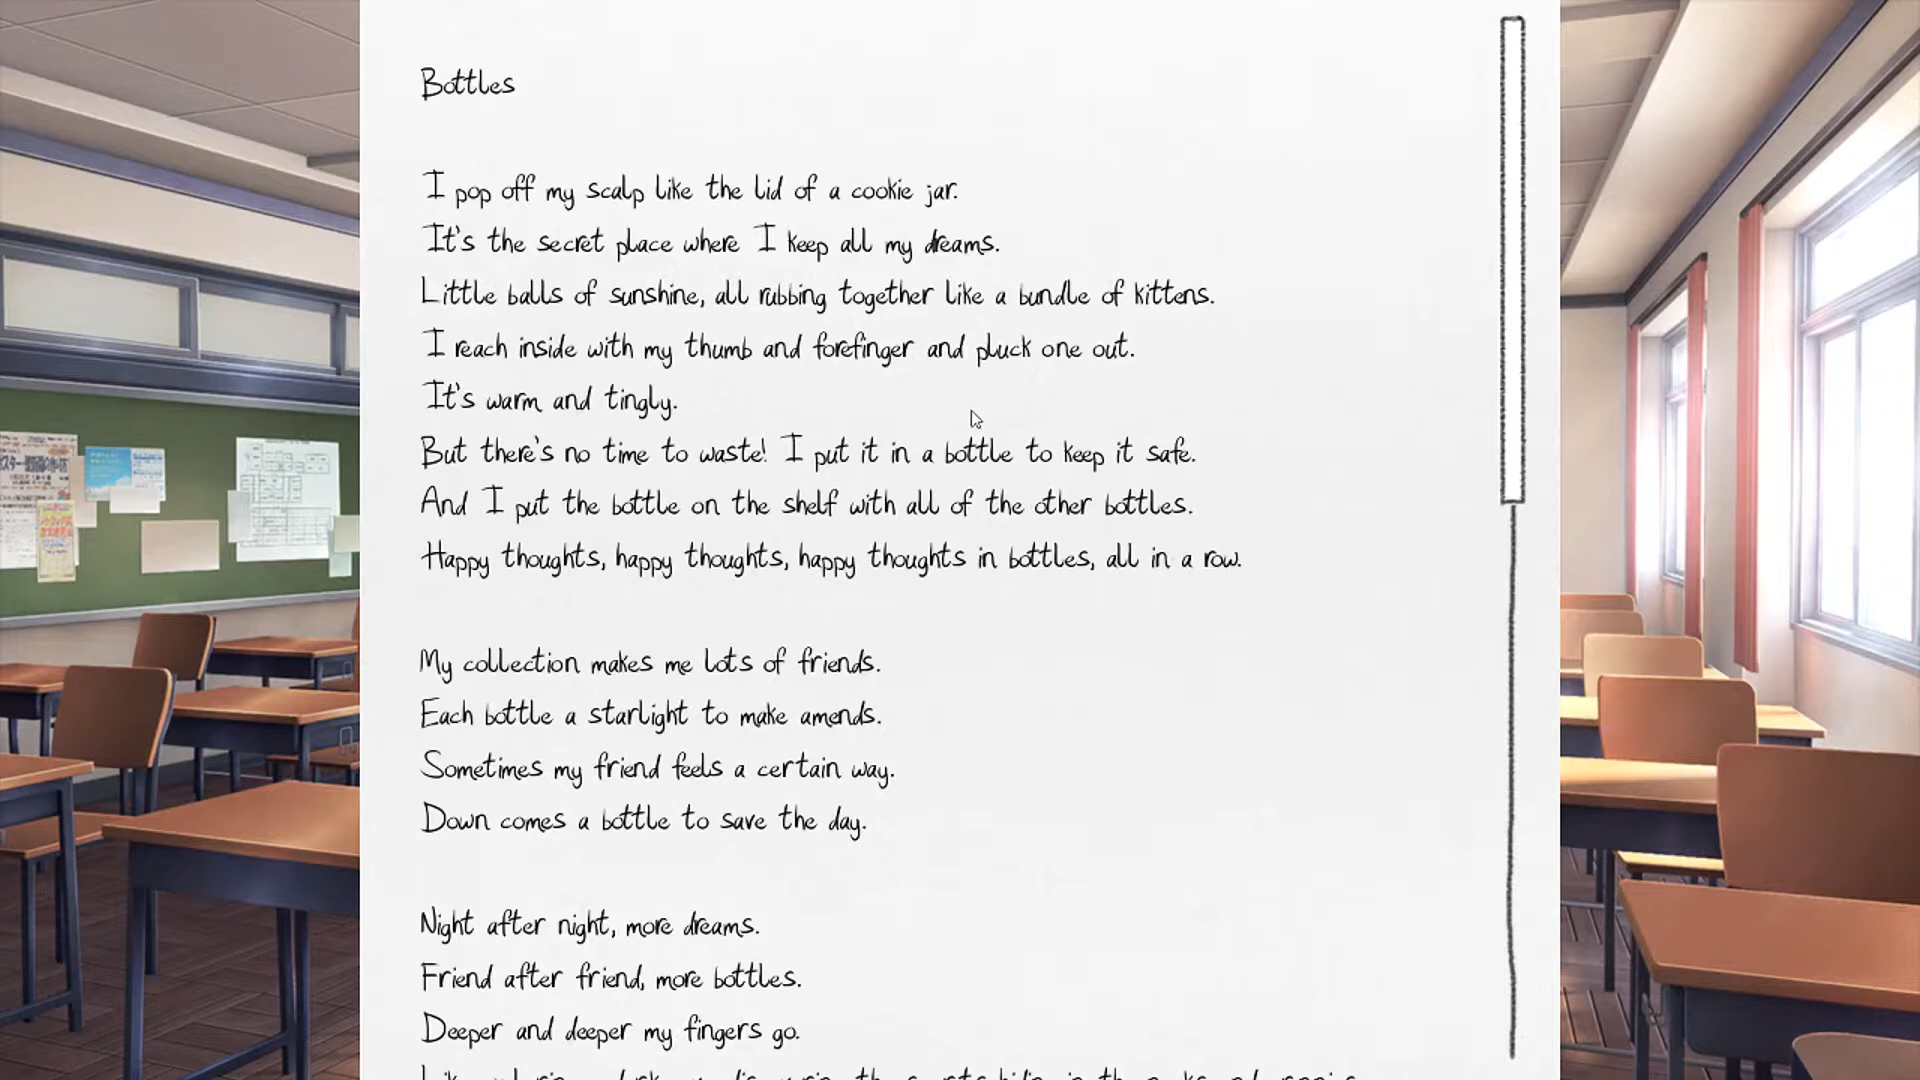 Bottles
I pop off my scalp like the lid of a cookie jar.
It's the secret place where I keep all my dreams.
Little balls of sunshine, all rubbing together like a bundle of kittens.
I reach inside with my thumb and forefinger and pluck one out.
It's warm and tingly.
But there's no time to waste! I put it in a bottle to keep it safe.
And I put the bottle on the shelf with all of the other bottles.
Happy thoughts, happy thoughts, happy thoughts in bottles, all in a row.
My collection makes me lots of friends.
Each bottle a starlight to make amends.
Sometimes my friend feels a certain way.
Down comes a bottle to save the day.
Night after night, more dreams.
Friend after friend, more bottles.
Deeper and deeper my fingers go.